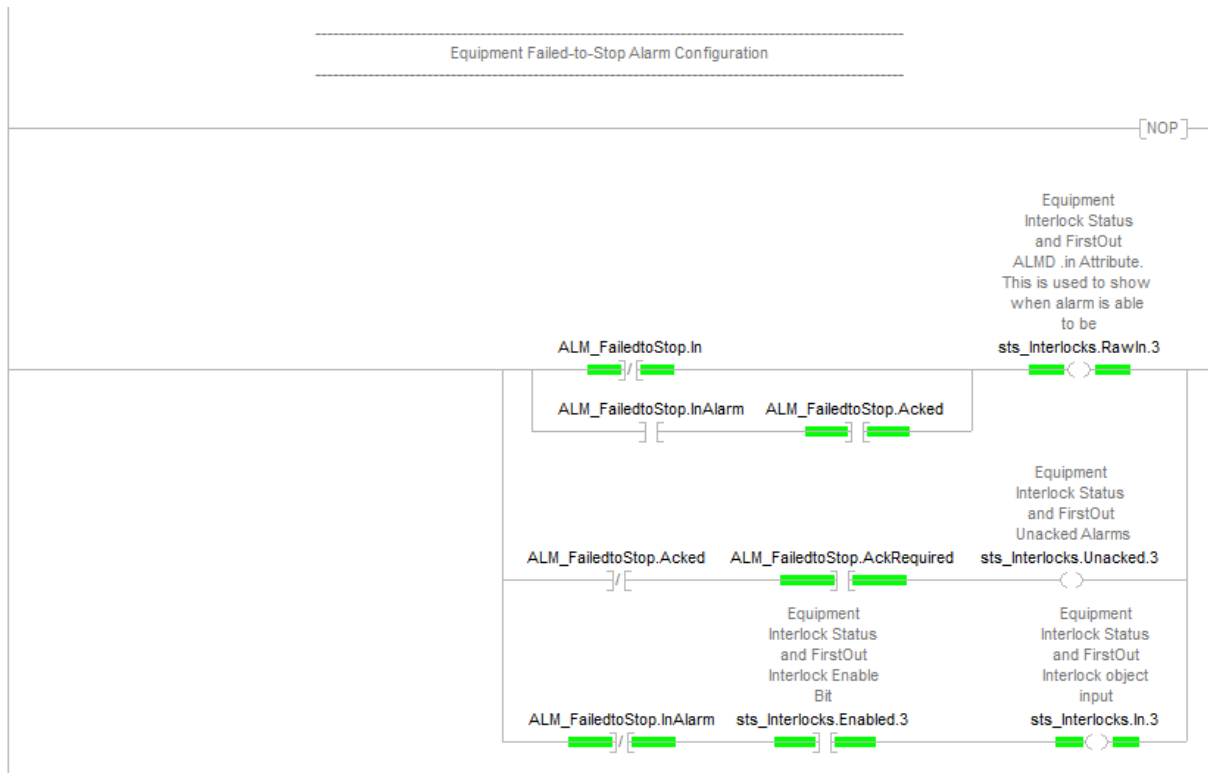 Equipment Failed-to-Stop Alarm Configuration
NOP
Equipment
Interlock Status
and FirstOut
ALMD .in Attribute.
This is used to show
when alarm is able
to be
ALM_FailedtoStop.In
sts_Interlocks.RawIn.3
ALM_FailedtoStop.InAlarm
ALM_FailedtoStop.Acked
Equipment
Interlock Status
and FirstOut
Unacked Alarms
ALM_FailedtoStop.Acked
ALM_FailedtoStop.AckRequired
sts_Interlocks.Unacked.3
Equipment
Interlock Status
and FirstOut
Interlock Enable
Bit
Equipment
Interlock Status
and FirstOut
Interlock object
input
ALM_FailedtoStop.InAlarm
sts_Interlocks.Enabled.3
sts_Interlocks.In.3